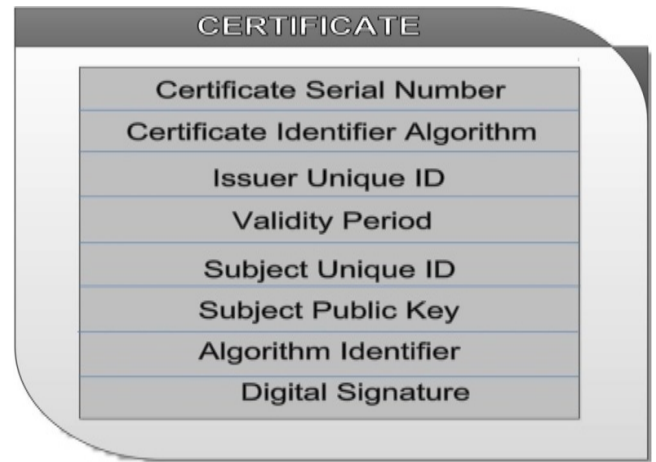 CERTIFICATE
Certificate Serial Number
Certificate Identifier Algorithm
Issuer Unique ID
Validity Period
Subject Unique ID
Subject Public Key
Algorithm Identifier
Digital Signature